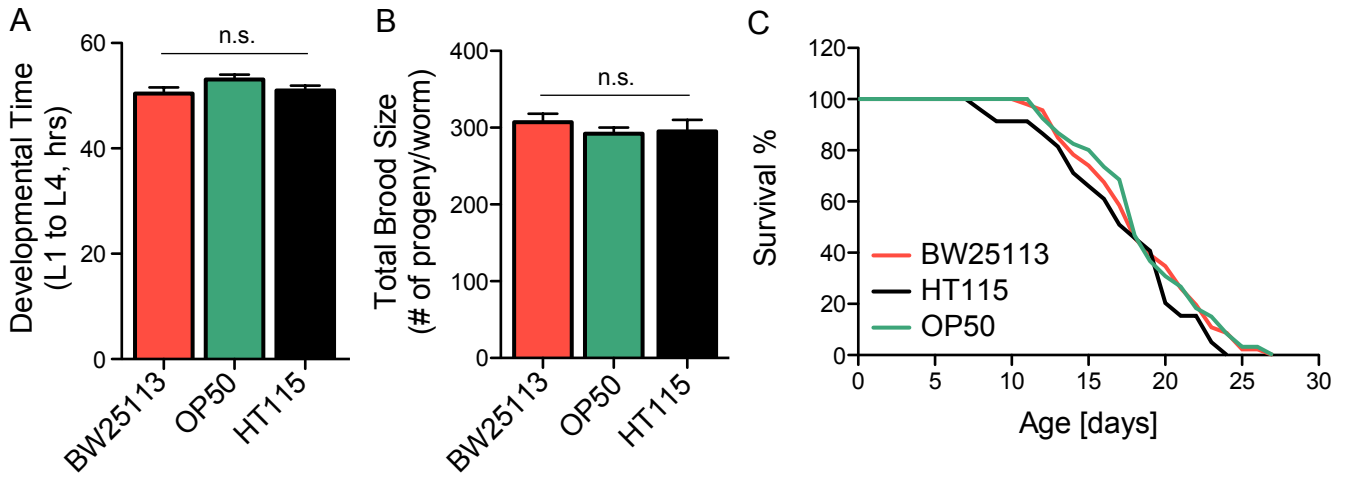 A
Developmental Time
(L1 to L4, hrs)
60
40
20
0
n.s.
BW25113
OP50
HT115
B
Total Brood Size
(# of progeny/worm)
400
300
200
100
0
n.s.
BW25113
OP50
HT115
C
Survival %
120
100
80
60
40
20
0
BW25113
HT115
OP50
0 5 10 15 20 25 30
Age [days]